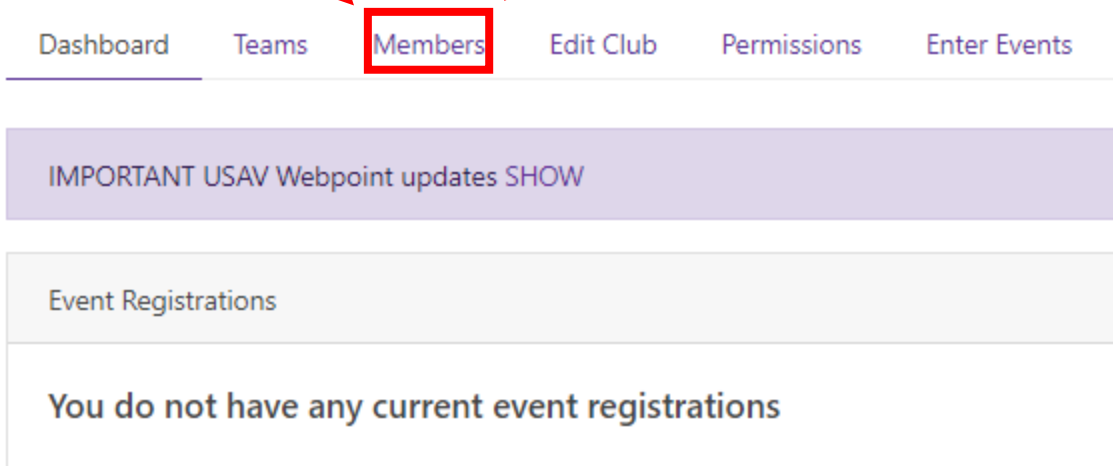 Dashboard Teams Members Edit Club Permissions Enter Events
IMPORTANT USAV Webpoint updates SHOW
Event Registrations
You do not have any current event registrations